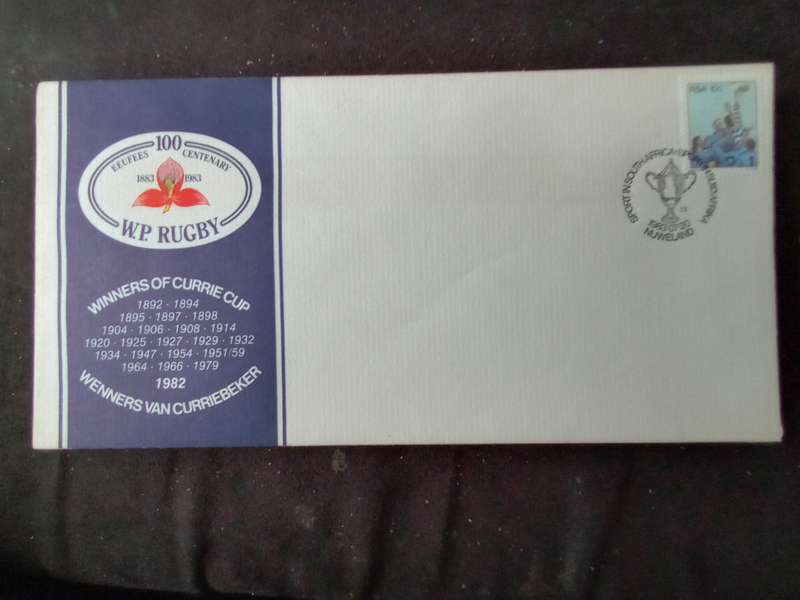 100
EEUFEES CENTENARY
1883 1983
W.P. RUGBY
WINNERS OF CURRIE CUP
1892 · 1894
1895 · 1897 · 1898
1904 · 1906 · 1908 · 1914
1920 · 1925 · 1927 · 1929 · 1932
1934 · 1947 · 1954 · 1951/59
1964 · 1966 · 1979
1982
WENNERS VAN CURRIEBEKER
RSA 10c
SPORT IN SOUTH AFRICA
NUWELAND